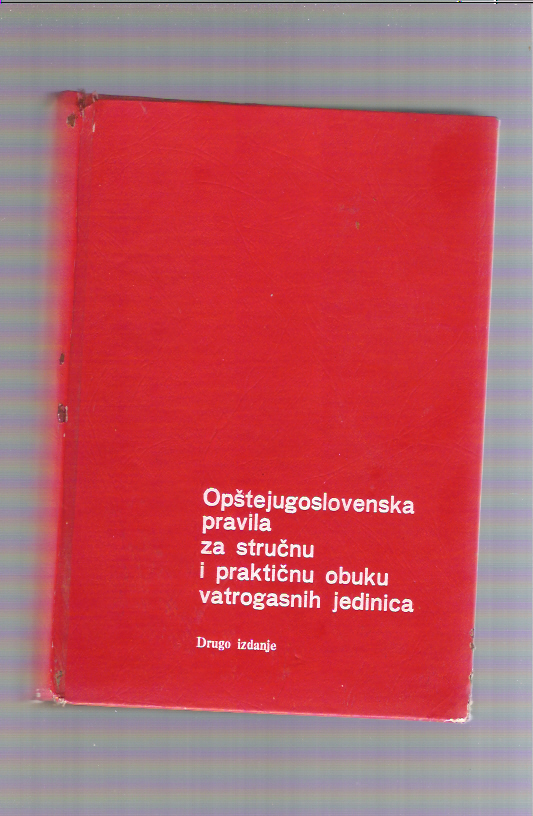 Opštejugoslovenska
pravila
za stručnu
i praktičnu obuku
vatrogasnih jedinica
Drugo izdanje